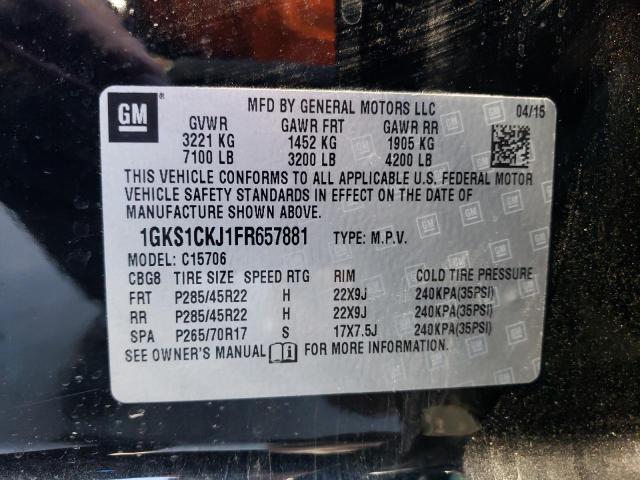 GM
MFD BY GENERAL MOTORS LLC 04/15
GVWR GAWR FRT GAWR RR
3221 KG 1452 KG 1905 KG
7100 LB 3200 LB 4200 LB
THIS VEHICLE CONFORMS TO ALL APPLICABLE U.S. FEDERAL MOTOR
VEHICLE SAFETY STANDARDS IN EFFECT ON THE DATE OF
MANUFACTURE SHOWN ABOVE.
1GKS1CKJ1FR657881 TYPE: M.P.V.
MODEL: C15706
CBG8 TIRE SIZE SPEED RTG RIM COLD TIRE PRESSURE
FRT P285/45R22 H 22X9J 240KPA(35PSI)
RR P285/45R22 H 22X9J 240KPA(35PSI)
SPA P265/70R17 S 17X7.5J 240KPA(35PSI)
SEE OWNER'S MANUAL FOR MORE INFORMATION.